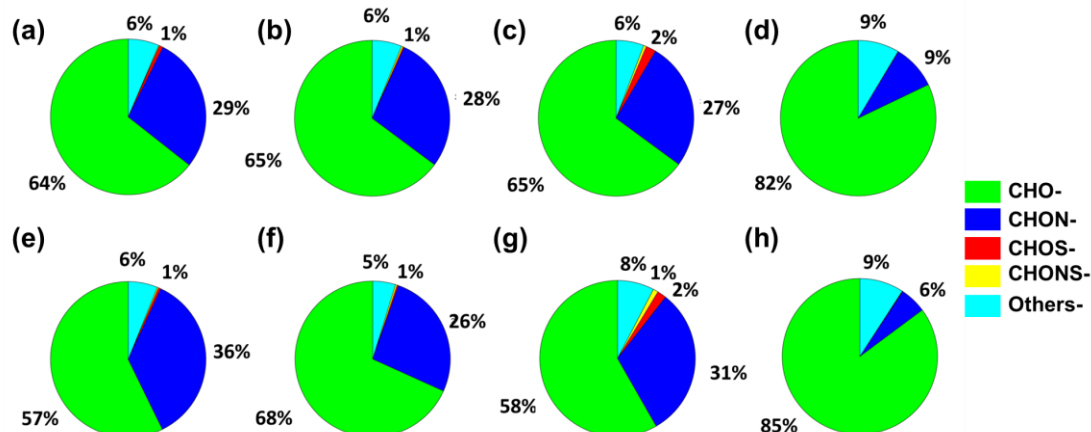 (a) 6% 1% 29% 64%
(b) 6% 1% 28% 65%
(c) 6% 2% 27% 65%
(d) 9% 9% 82%
CHO-
CHON-
CHOS-
CHONS-
Others-
(e) 6% 1% 36% 57%
(f) 5% 1% 26% 68%
(g) 8% 1% 2% 31% 58%
(h) 9% 6% 85%